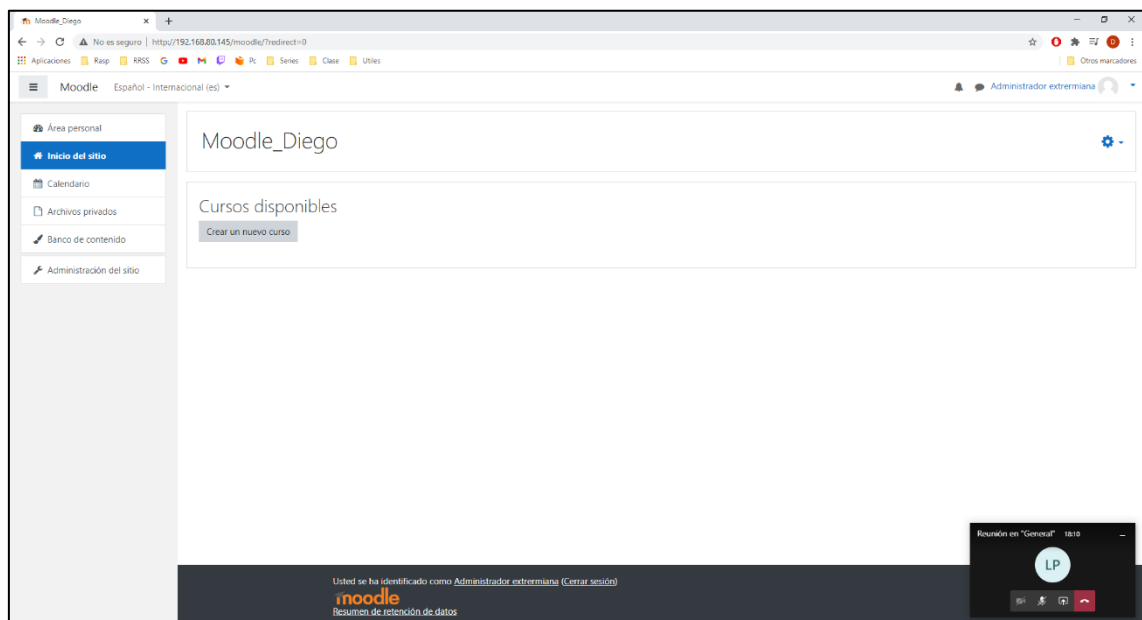 Moodle_Diego
No es seguro | http://192.168.80.145/moodle/?redirect=0
Aplicaciones Rasp RRSS Pc Series Clase Utiles Otros marcadores
Moodle Español - Internacional (es) Administrador extrermiana
Área personal
Inicio del sitio
Calendario
Archivos privados
Banco de contenido
Administración del sitio
Moodle_Diego
Cursos disponibles
Crear un nuevo curso
Reunión en "General" 18:10
LP
Usted se ha identificado como Administrador extrermiana (Cerrar sesión)
moodle
Resumen de retención de datos